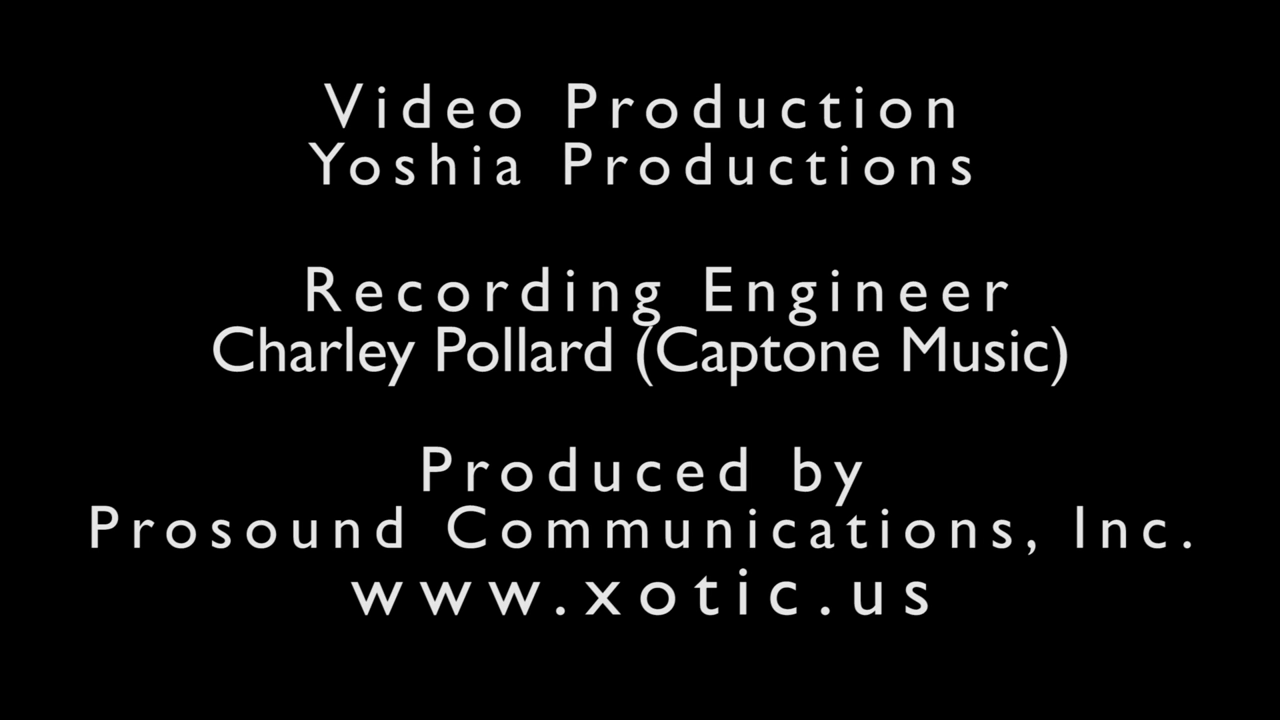 Video Production
Yoshia Productions
Recording Engineer
Charley Pollard (Captone Music)
Produced by
Prosound Communications, Inc.
www.xotic.us